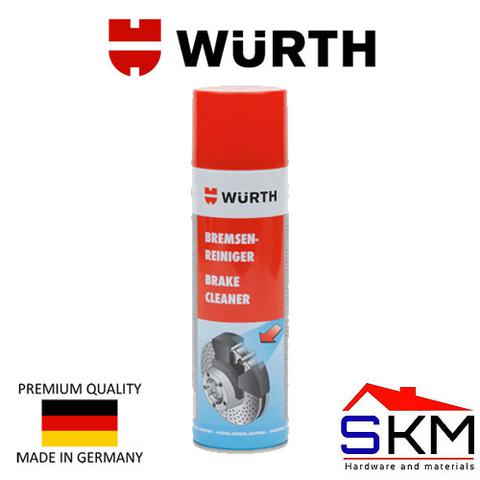 WÜRTH
WÜRTH
BREMSEN-
REINIGER
BRAKE
CLEANER
PREMIUM QUALITY
MADE IN GERMANY
SKM
Hardware and materials